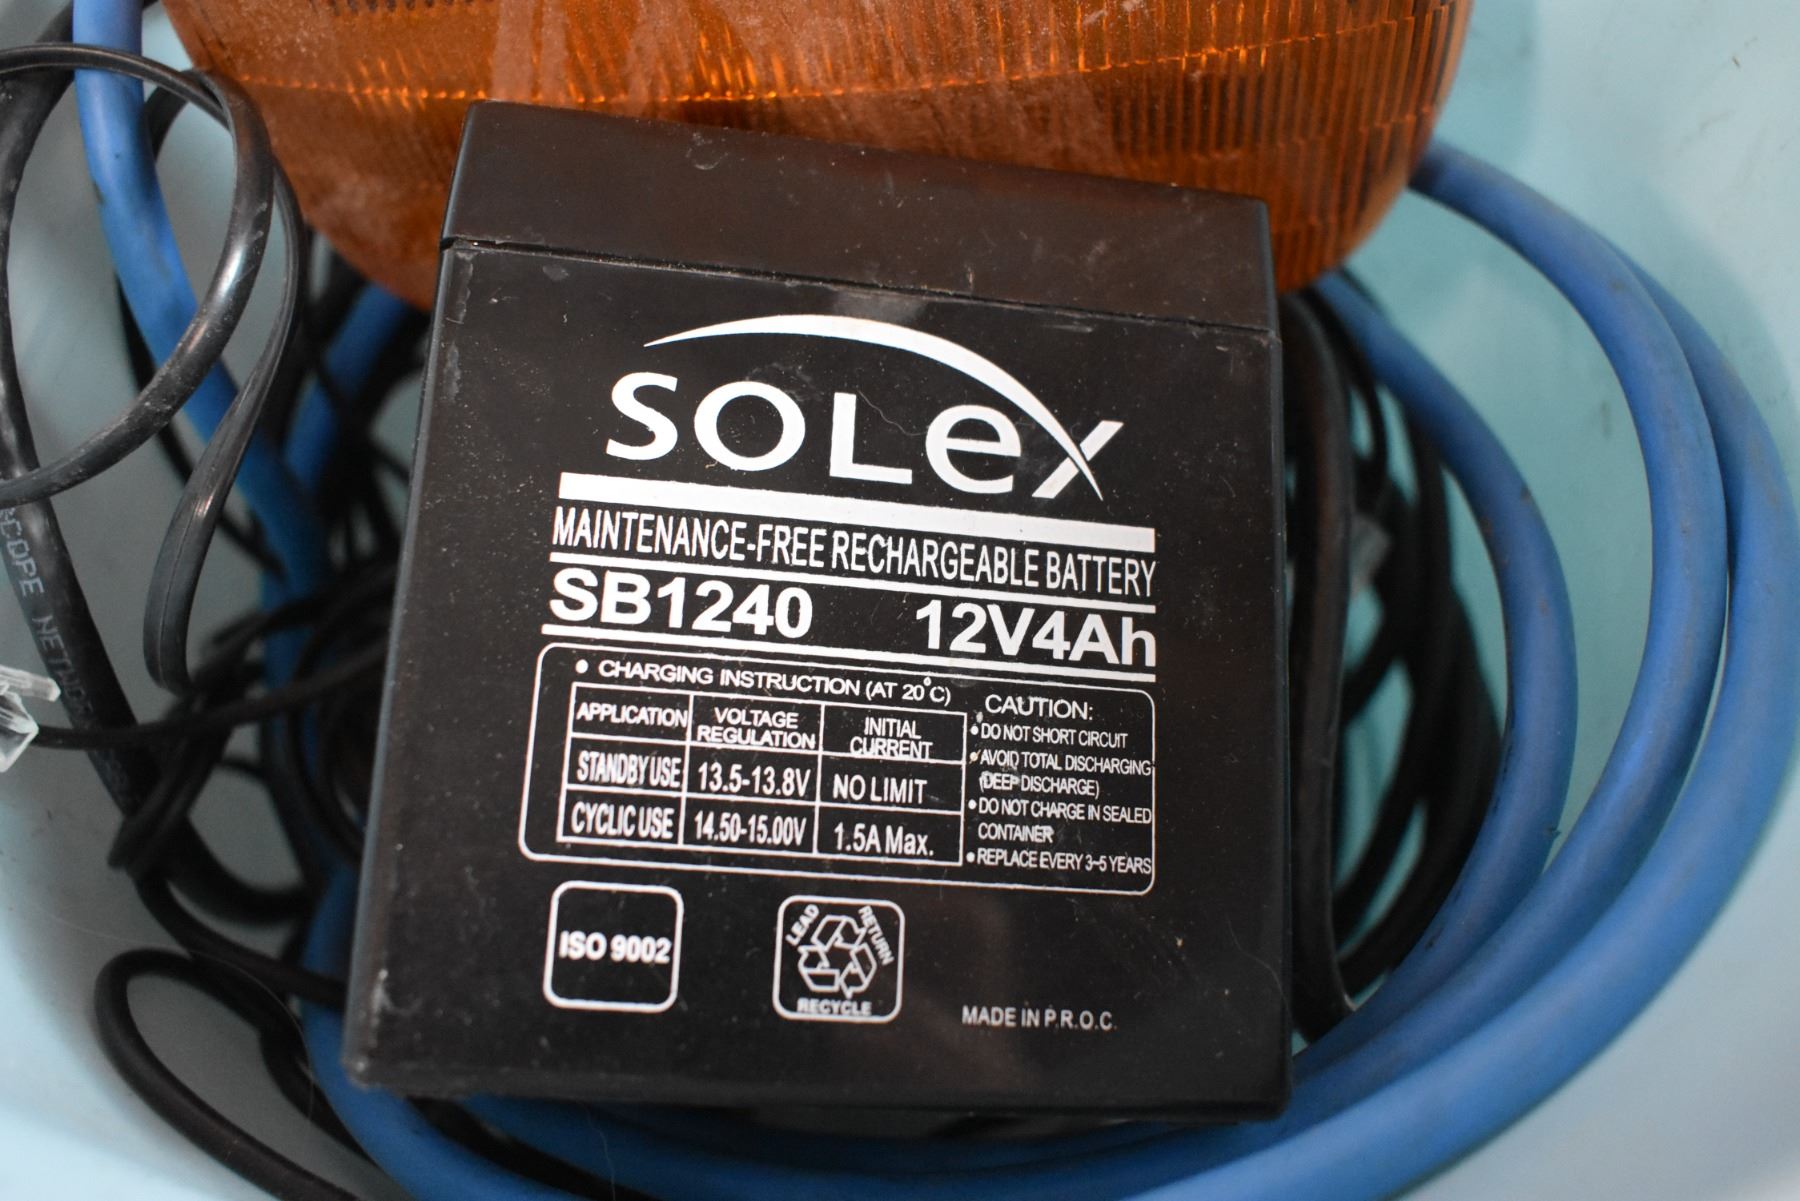 SOLex
MAINTENANCE-FREE RECHARGEABLE BATTERY
SB1240 12V4Ah
• CHARGING INSTRUCTION (AT 20°C)
APPLICATION VOLTAGE REGULATION INITIAL CURRENT
STANDBY USE 13.5-13.8V NO LIMIT
CYCLIC USE 14.50-15.00V 1.5A Max.
CAUTION:
• DO NOT SHORT CIRCUIT
• AVOID TOTAL DISCHARGING
(DEEP DISCHARGE)
• DO NOT CHARGE IN SEALED
CONTAINER
• REPLACE EVERY 3~5 YEARS
ISO 9002
LEAD RETURN
RECYCLE
MADE IN P.R.O.C.